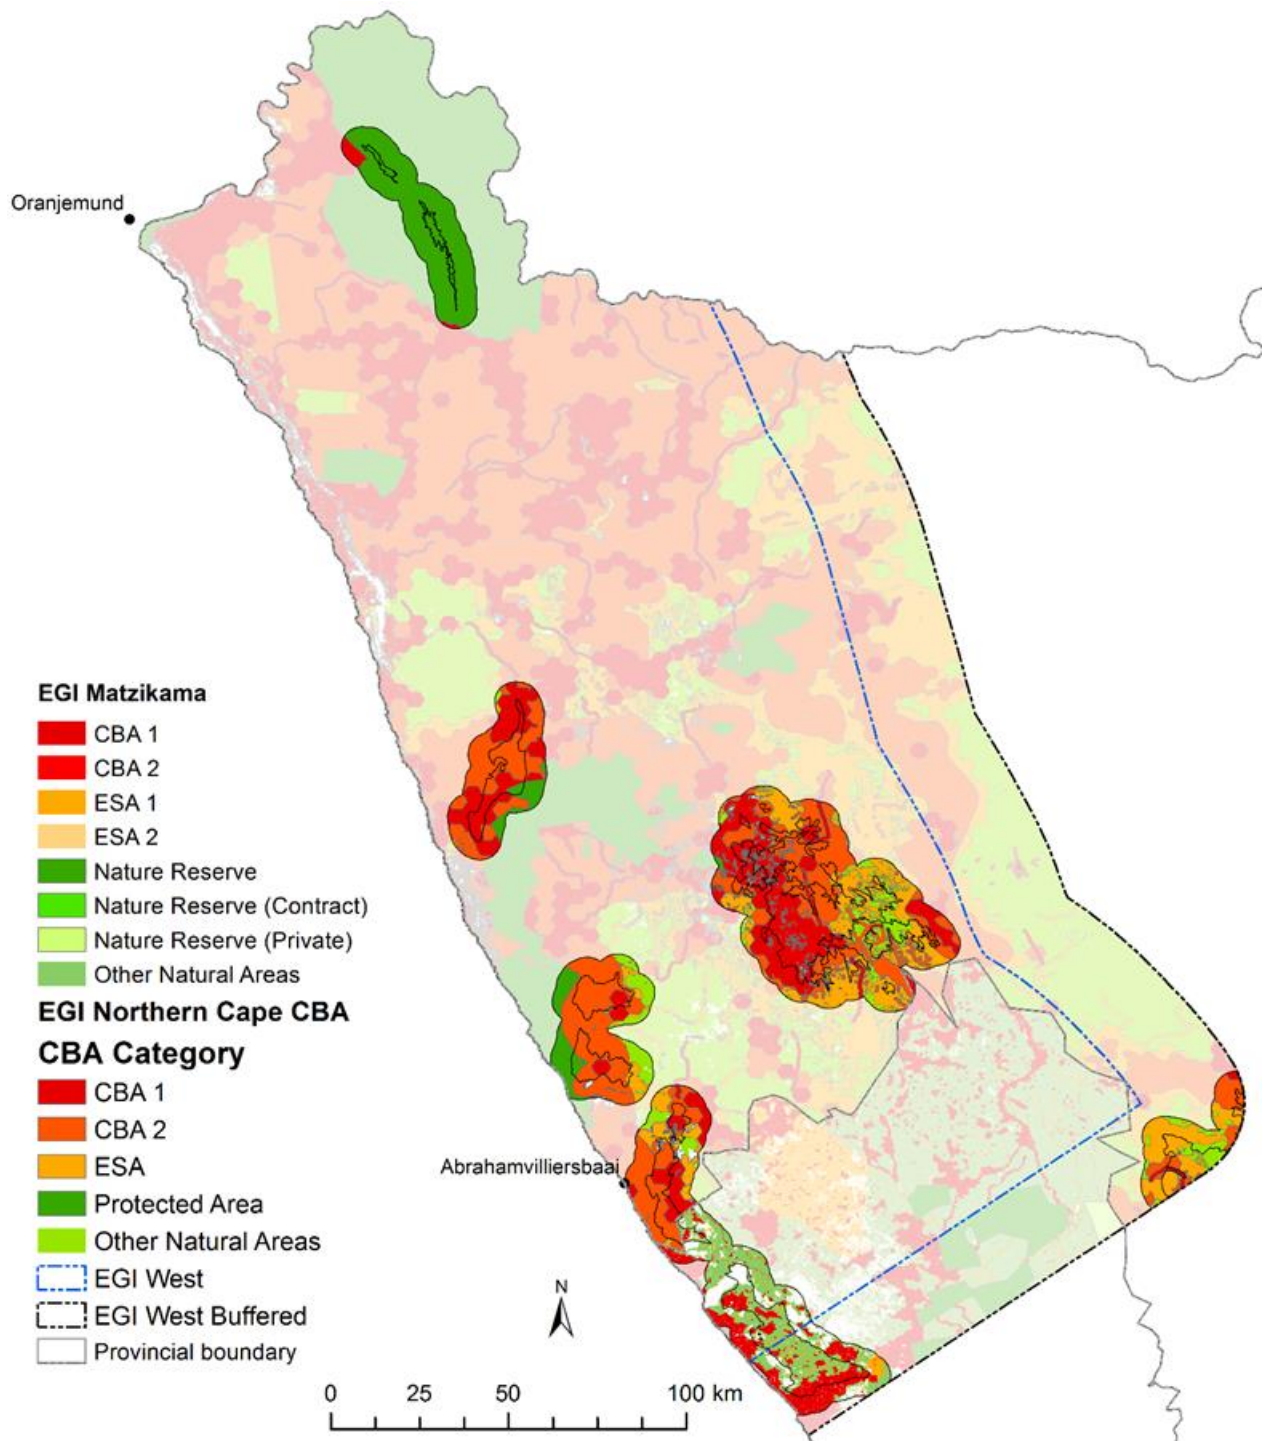 Oranjemund
EGI Matzikama
CBA 1
CBA 2
ESA 1
ESA 2
Nature Reserve
Nature Reserve (Contract)
Nature Reserve (Private)
Other Natural Areas
EGI Northern Cape CBA
CBA Category
CBA 1
CBA 2
ESA
Protected Area
Other Natural Areas
EGI West
EGI West Buffered
Provincial boundary
Abrahamvilliersbaai
N
0 25 50 100 km